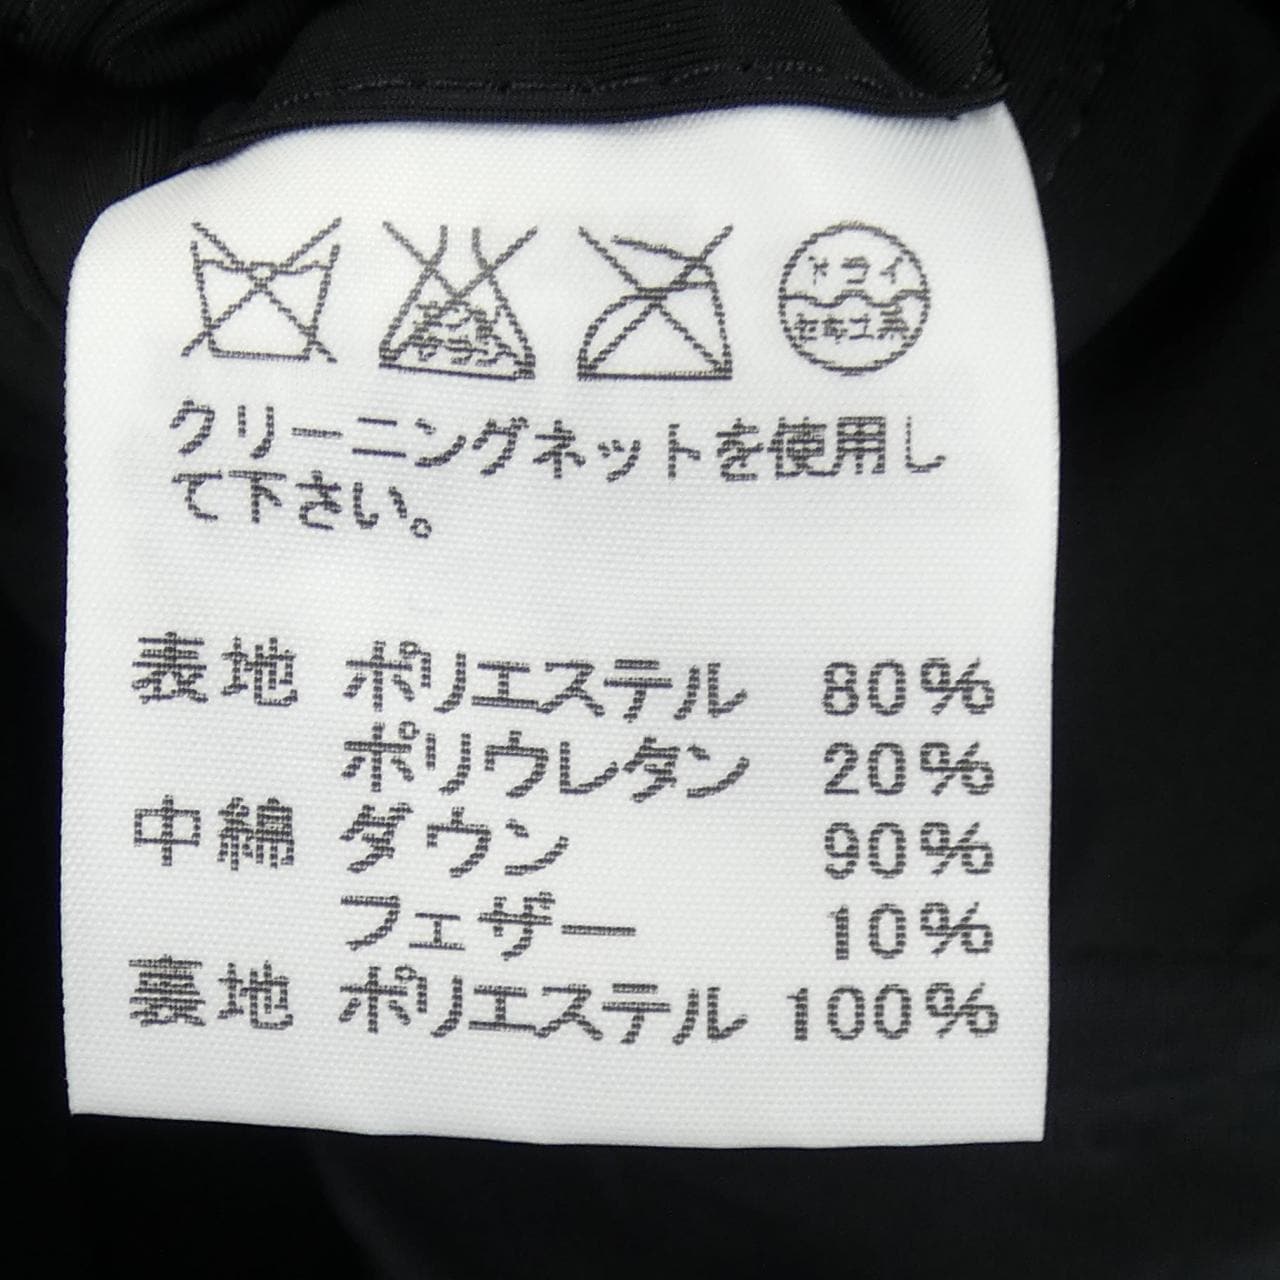 ドライ
セキユ系
クリーニングネットを使用し
て下さい。
表地 ポリエステル 80%
ポリウレタン 20%
中綿 ダウン 90%
フェザー 10%
裏地 ポリエステル 100%